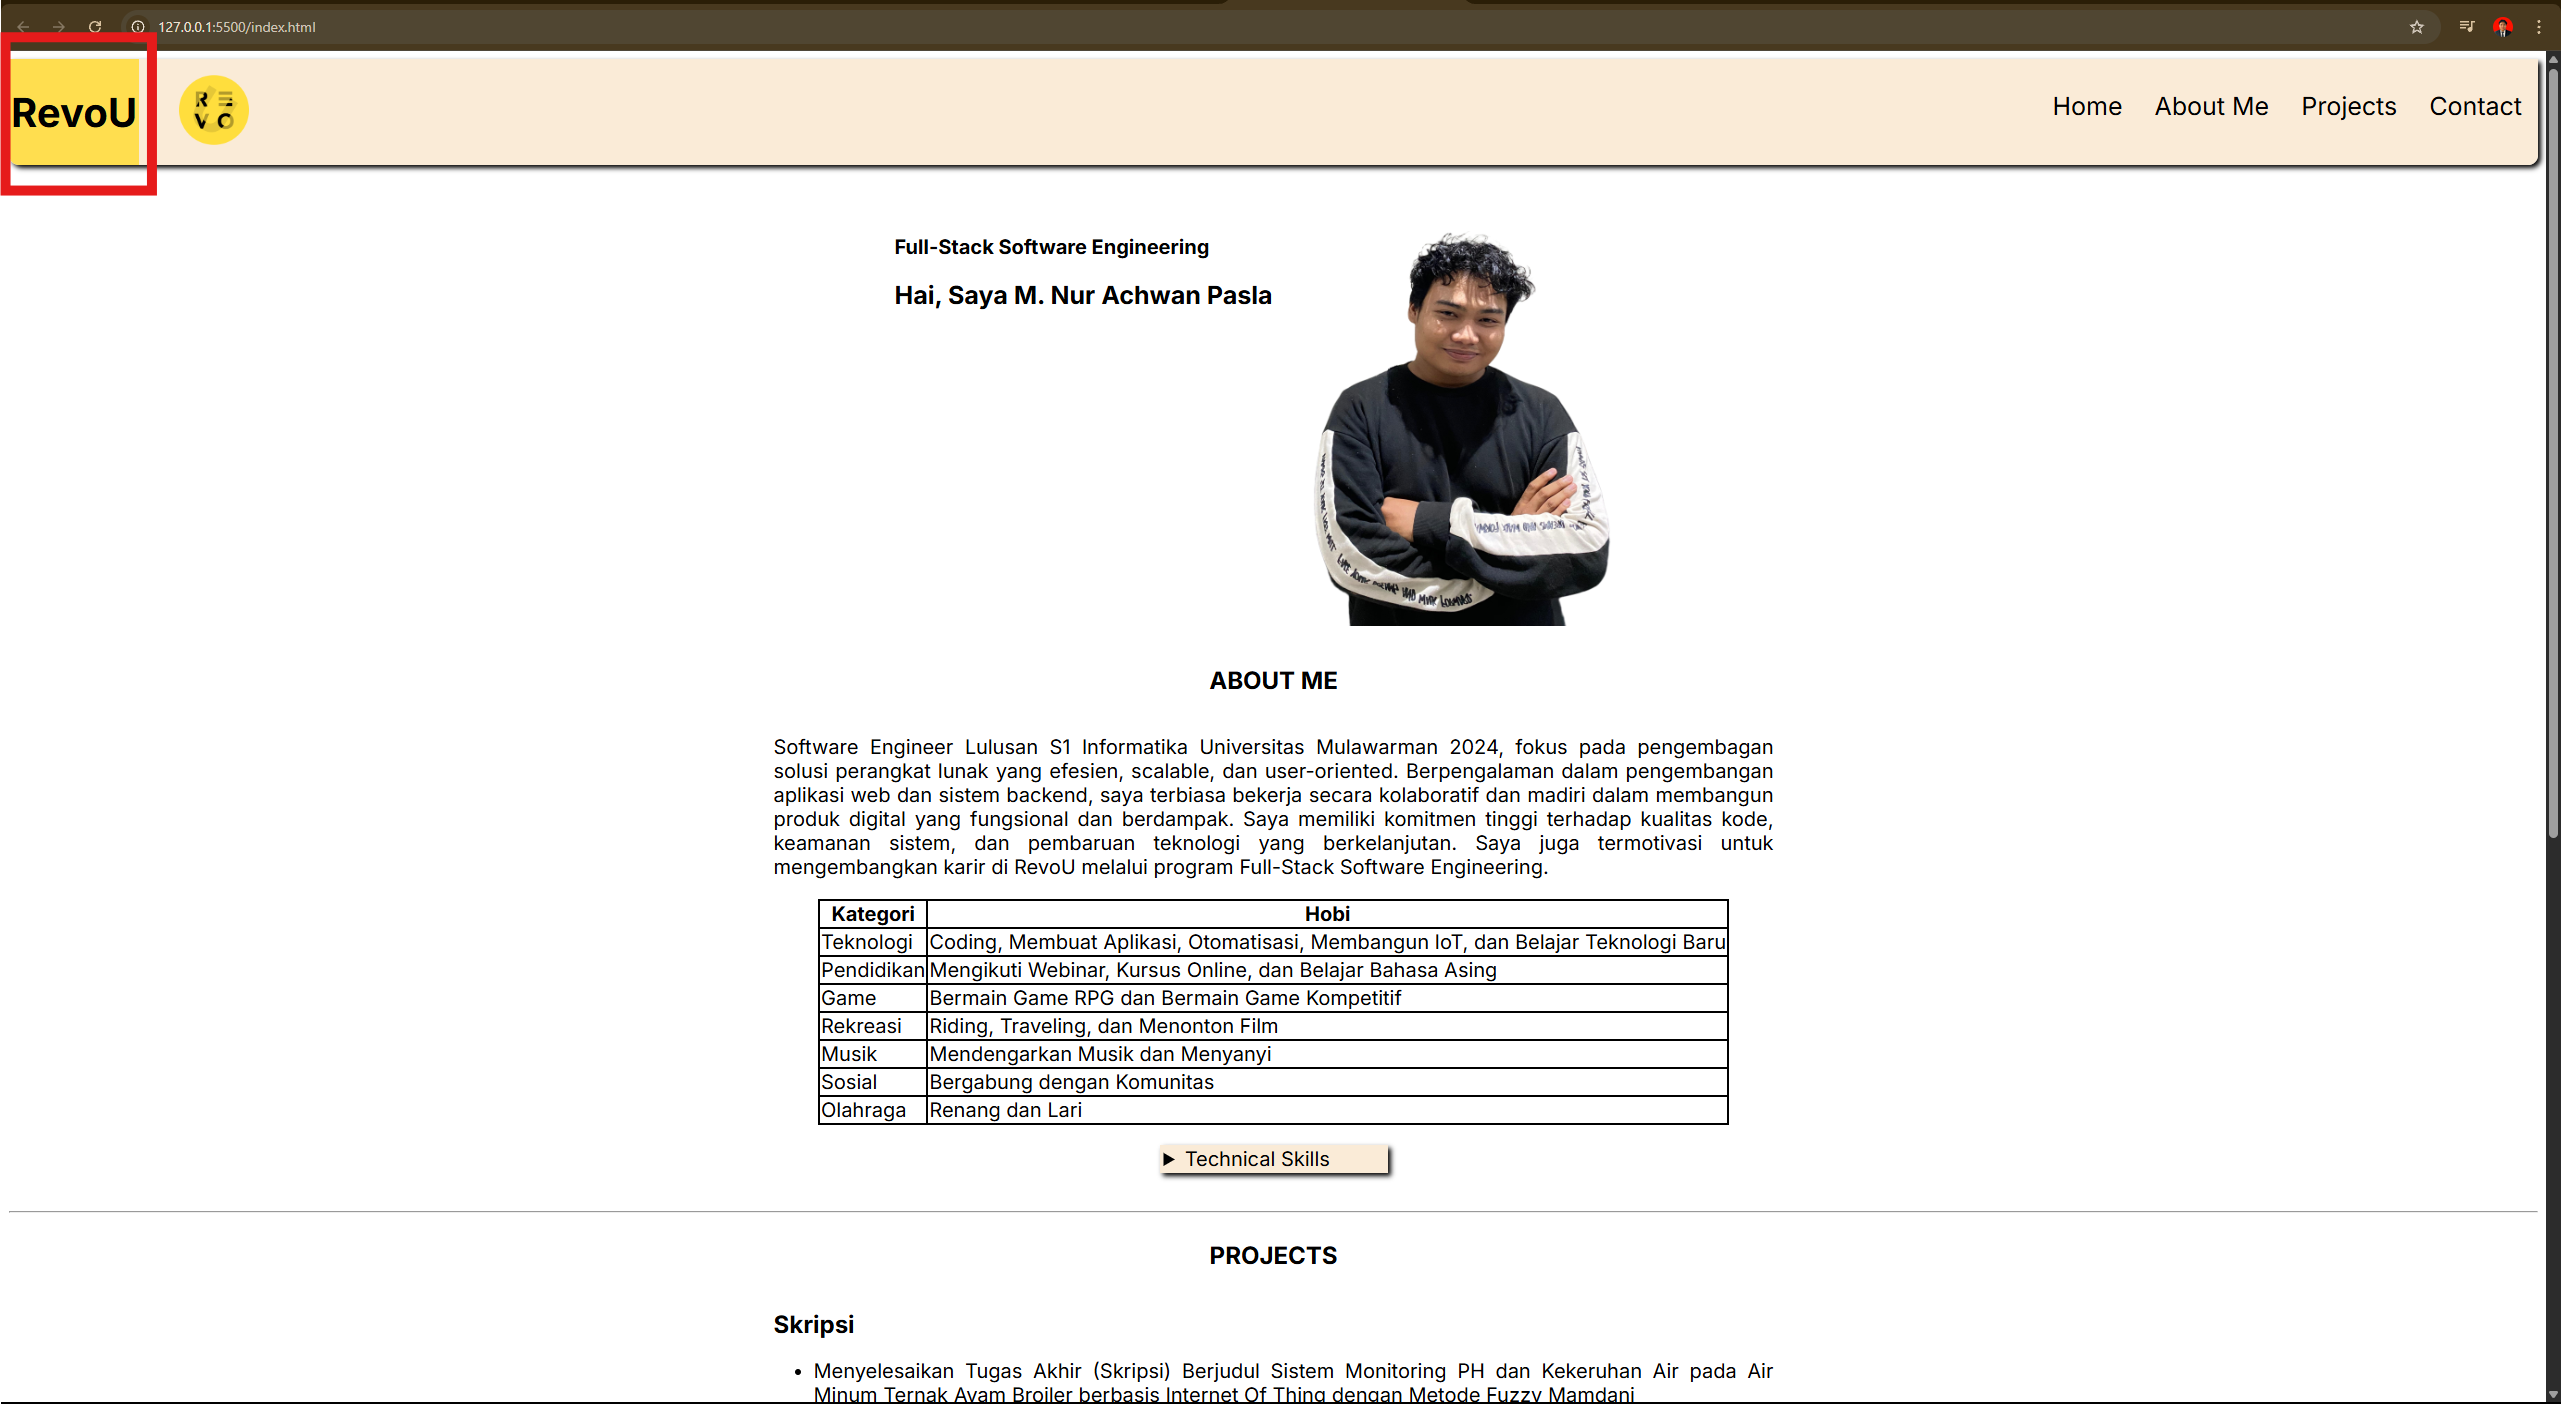 127.0.0.1:5500/index.html
RevoU
R E
V O
Home About Me Projects Contact
Full-Stack Software Engineering
Hai, Saya M. Nur Achwan Pasla
ABOUT ME
Software Engineer Lulusan S1 Informatika Universitas Mulawarman 2024, fokus pada pengembagan
solusi perangkat lunak yang efesien, scalable, dan user-oriented. Berpengalaman dalam pengembangan
aplikasi web dan sistem backend, saya terbiasa bekerja secara kolaboratif dan madiri dalam membangun
produk digital yang fungsional dan berdampak. Saya memiliki komitmen tinggi terhadap kualitas kode,
keamanan sistem, dan pembaruan teknologi yang berkelanjutan. Saya juga termotivasi untuk
mengembangkan karir di RevoU melalui program Full-Stack Software Engineering.
Kategori Hobi
Teknologi Coding, Membuat Aplikasi, Otomatisasi, Membangun IoT, dan Belajar Teknologi Baru
Pendidikan Mengikuti Webinar, Kursus Online, dan Belajar Bahasa Asing
Game Bermain Game RPG dan Bermain Game Kompetitif
Rekreasi Riding, Traveling, dan Menonton Film
Musik Mendengarkan Musik dan Menyanyi
Sosial Bergabung dengan Komunitas
Olahraga Renang dan Lari
Technical Skills
PROJECTS
Skripsi
• Menyelesaikan Tugas Akhir (Skripsi) Berjudul Sistem Monitoring PH dan Kekeruhan Air pada Air
Minum Ternak Ayam Broiler berbasis Internet Of Thing dengan Metode Fuzzy Mamdani